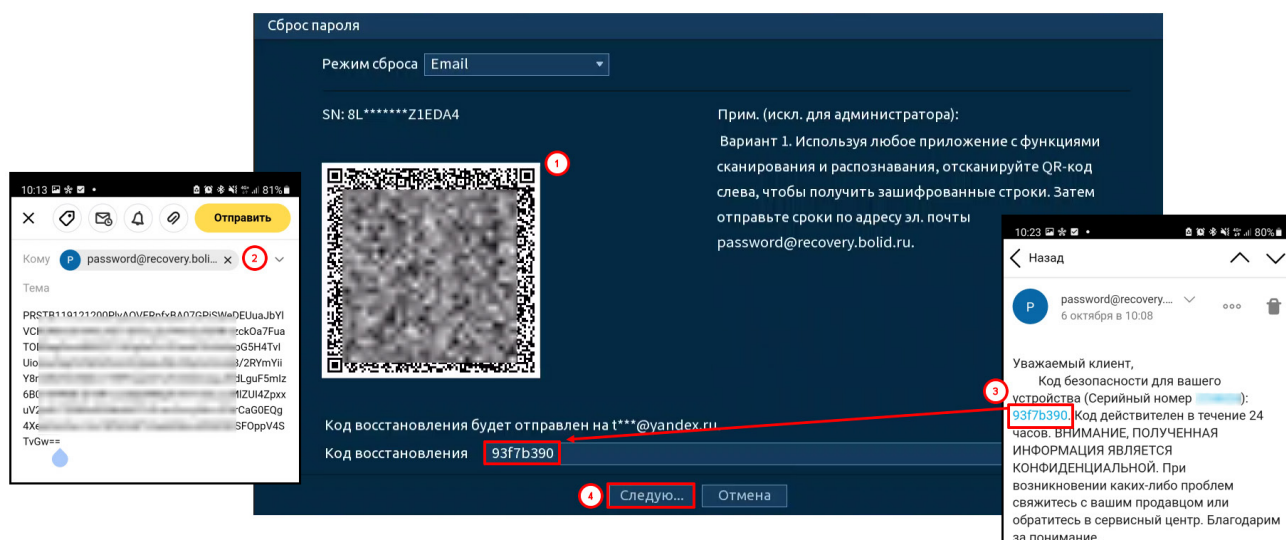 Сброс пароля
Режим сброса Email
SN: 8L*******Z1EDA4
1
Прим. (искл. для администратора):
Вариант 1. Используя любое приложение с функциями
сканирования и распознавания, отсканируйте QR-код
слева, чтобы получить зашифрованные строки. Затем
отправьте сроки по адресу эл. почты
password@recovery.bolid.ru.
Код восстановления будет отправлен на t***@yandex.ru
Код восстановления 93f7b390
4 Следую... Отмена
10:13 81%
Отправить
Кому P password@recovery.boli... x 2
Тема
VCI zckOa7Fua
TOI pG5H4TvI
Uio /2RYmYii
Y8r dLguF5mIz
6B0 MIZUI4Zpxx
uV2 CaG0EQg
4Xe SFOppV4S
TvGw==
10:23 80%
Назад
P password@recovery....
6 октября в 10:08
Уважаемый клиент,
3 Код безопасности для вашего
устройства (Серийный номер ):
93f7b390. Код действителен в течение 24
часов. ВНИМАНИЕ, ПОЛУЧЕННАЯ
ИНФОРМАЦИЯ ЯВЛЯЕТСЯ
КОНФИДЕНЦИАЛЬНОЙ. При
возникновении каких-либо проблем
свяжитесь с вашим продавцом или
обратитесь в сервисный центр. Благодарим
за понимание